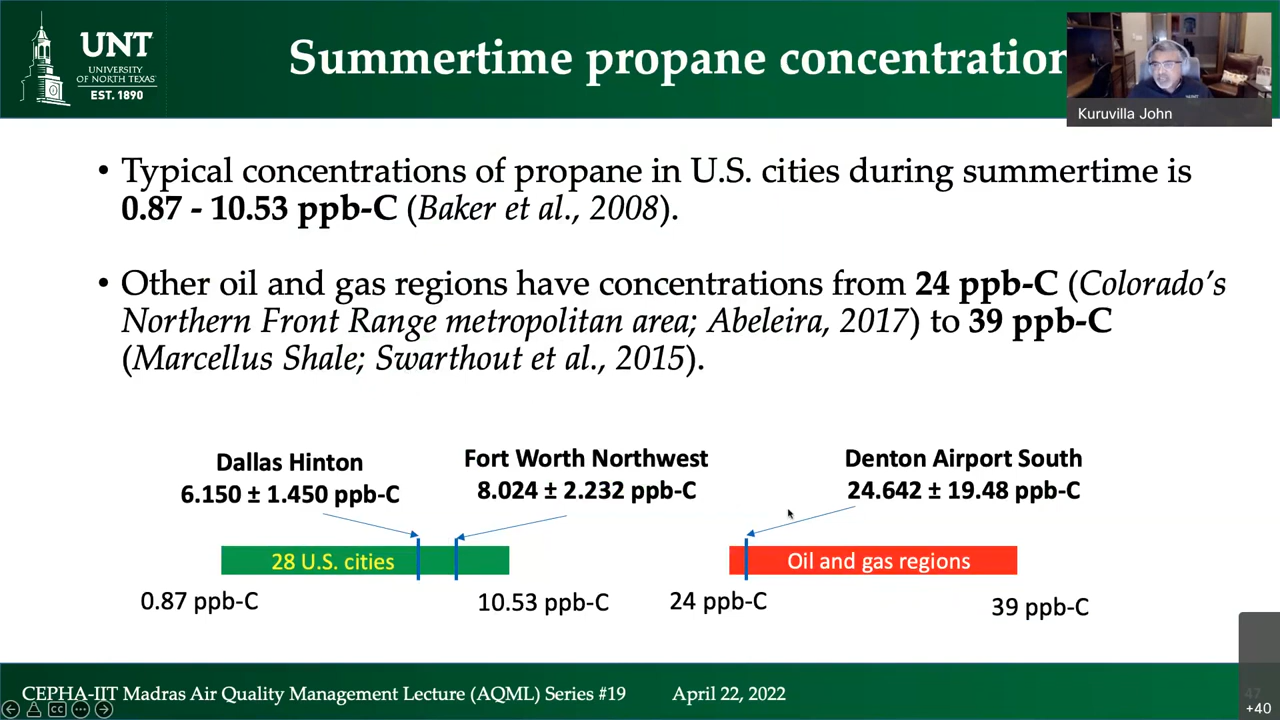 UNT
UNIVERSITY
OF NORTH TEXAS
EST. 1890
Summertime propane concentration
Kuruvilla John
• Typical concentrations of propane in U.S. cities during summertime is
0.87 - 10.53 ppb-C (Baker et al., 2008).
• Other oil and gas regions have concentrations from 24 ppb-C (Colorado's
Northern Front Range metropolitan area; Abeleira, 2017) to 39 ppb-C
(Marcellus Shale; Swarthout et al., 2015).
Dallas Hinton
6.150 ± 1.450 ppb-C
Fort Worth Northwest
8.024 ± 2.232 ppb-C
Denton Airport South
24.642 ± 19.48 ppb-C
28 U.S. cities
Oil and gas regions
0.87 ppb-C
10.53 ppb-C
24 ppb-C
39 ppb-C
CEPHA-IIT Madras Air Quality Management Lecture (AQML) Series #19
April 22, 2022
47
+40